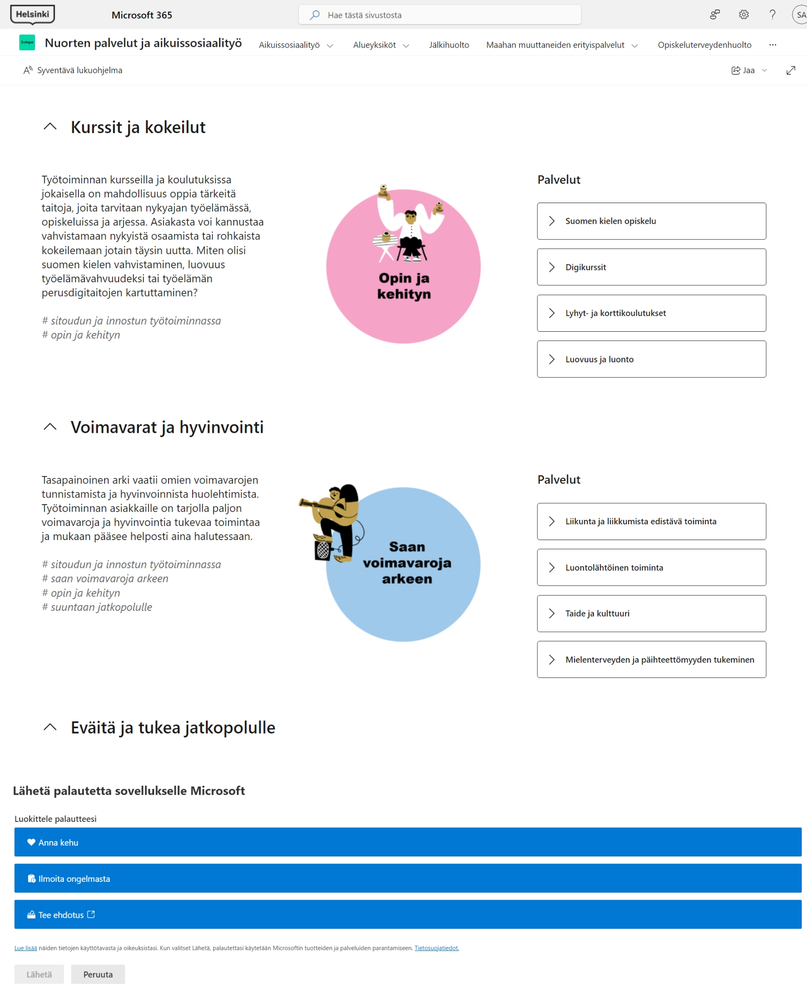 Helsinki
Microsoft 365
Hae tästä sivustosta
SA
Sotepe
Nuorten palvelut ja aikuissosiaalityö
Aikuissosiaalityö
Alueyksiköt
Jälkihuolto
Maahan muuttaneiden erityispalvelut
Opiskeluterveydenhuolto
...
Syventävä lukuohjelma
Jaa
Kurssit ja kokeilut
Työtoiminnan kursseilla ja koulutuksissa
jokaisella on mahdollisuus oppia tärkeitä
taitoja, joita tarvitaan nykyajan työelämässä,
opiskeluissa ja arjessa. Asiakasta voi kannustaa
vahvistamaan nykyistä osaamista tai rohkaista
kokeilemaan jotain täysin uutta. Miten olisi
suomen kielen vahvistaminen, luovuus
työelämävahvuudeksi tai työelämän
perusdigitaitojen kartuttaminen?
# sitoudun ja innostun työtoiminnassa
# opin ja kehityn
Opin ja
kehityn
Palvelut
Suomen kielen opiskelu
Digikurssit
Lyhyt- ja korttikoulutukset
Luovuus ja luonto
Voimavarat ja hyvinvointi
Tasapainoinen arki vaatii omien voimavarojen
tunnistamista ja hyvinvoinnista huolehtimista.
Työtoiminnan asiakkaille on tarjolla paljon
voimavaroja ja hyvinvointia tukevaa toimintaa
ja mukaan pääsee helposti aina halutessaan.
# sitoudun ja innostun työtoiminnassa
# saan voimavaroja arkeen
# opin ja kehityn
# suuntaan jatkopolulle
Saan
voimavaroja
arkeen
Palvelut
Liikunta ja liikkumista edistävä toiminta
Luontolähtöinen toiminta
Taide ja kulttuuri
Mielenterveyden ja päihteettömyyden tukeminen
Eväitä ja tukea jatkopolulle
Lähetä palautetta sovellukselle Microsoft
Luokittele palautteesi
Anna kehu
Ilmoita ongelmasta
Tee ehdotus
Lue lisää näiden tietojen käyttötavasta ja oikeuksistasi. Kun valitset Lähetä, palautettasi käytetään Microsoftin tuotteiden ja palveluiden parantamiseen. Tietosuojatiedot.
Lähetä
Peruuta